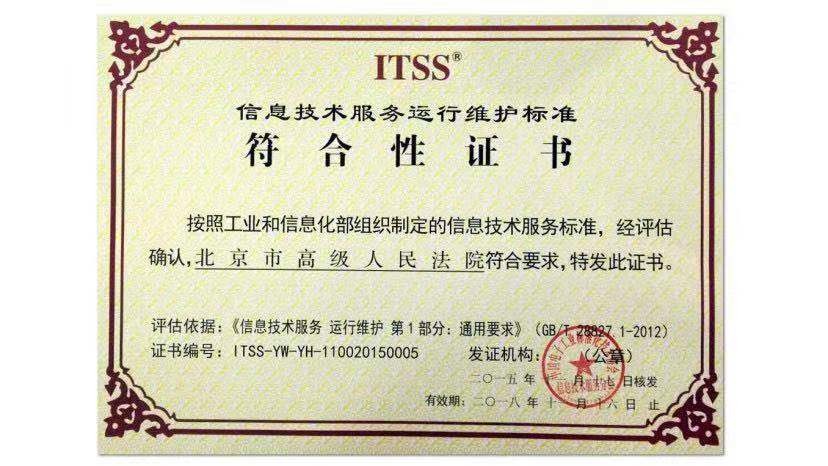 ITSS®
信息技术服务运行维护标准
符合性证书
按照工业和信息化部组织制定的信息技术服务标准，经评估
确认，北京市高级人民法院符合要求，特发此证书。
评估依据：《信息技术服务 运行维护 第1部分：通用要求》（GB/T 28827.1-2012）
证书编号：ITSS-YW-YH-110020150005
发证机构：（公章）
二〇一五年 月 七日核发
有效期：二〇一八年十 月十六日止